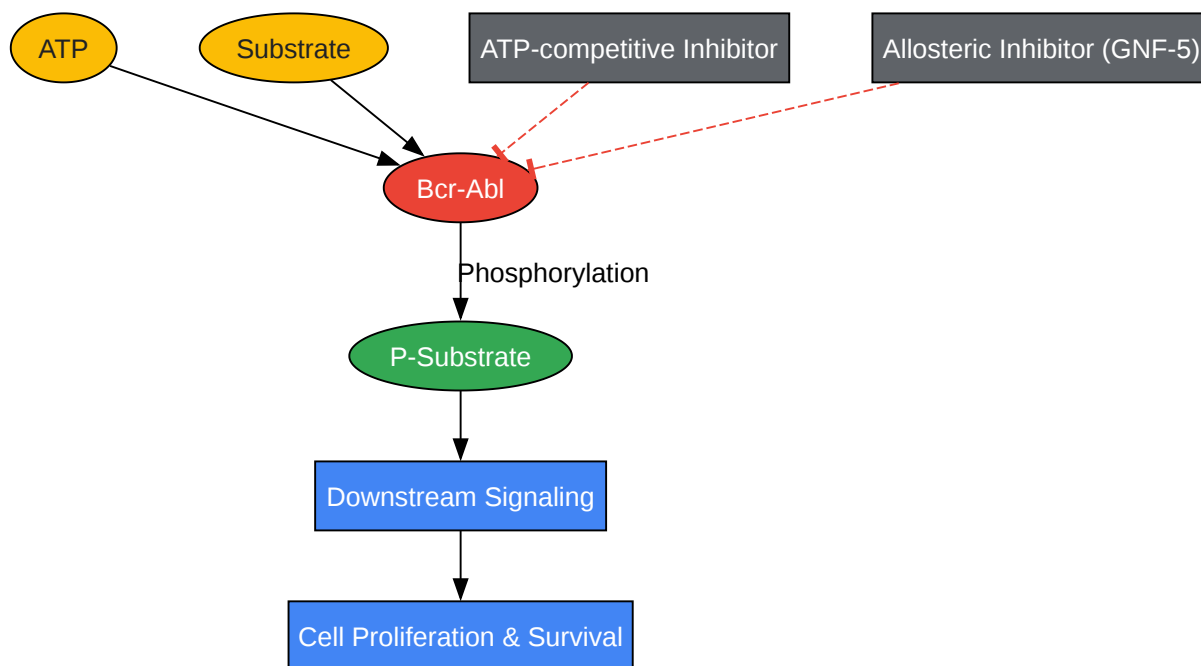 ATP
Substrate
ATP-competitive Inhibitor
Allosteric Inhibitor (GNF-5)
Bcr-Abl
Phosphorylation
P-Substrate
Downstream Signaling
Cell Proliferation & Survival